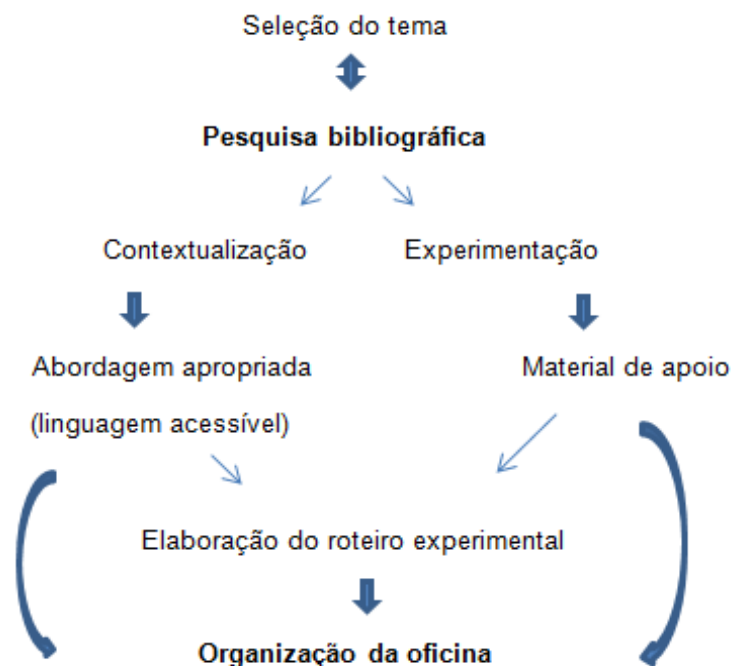 Seleção do tema
Pesquisa bibliográfica
Contextualização
Experimentação
Abordagem apropriada
(linguagem acessível)
Material de apoio
Elaboração do roteiro experimental
Organização da oficina